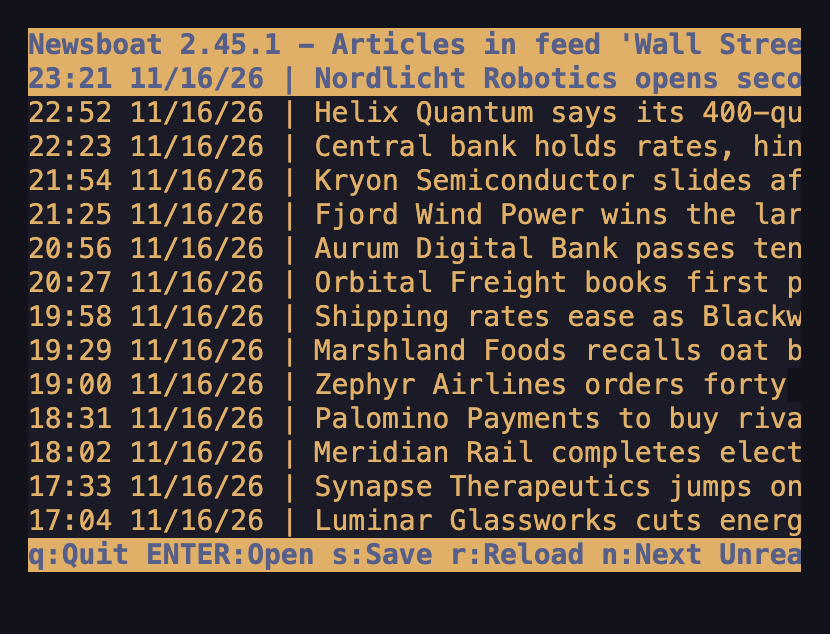 Newsboat 2.45.1 – Articles in feed 'Wall Stree
23:21 11/16/26 | Nordlicht Robotics opens seco
22:52 11/16/26 | Helix Quantum says its 400–qu
22:23 11/16/26 | Central bank holds rates, hin
21:54 11/16/26 | Kryon Semiconductor slides af
21:25 11/16/26 | Fjord Wind Power wins the lar
20:56 11/16/26 | Aurum Digital Bank passes ten
20:27 11/16/26 | Orbital Freight books first p
19:58 11/16/26 | Shipping rates ease as Blackw
19:29 11/16/26 | Marshland Foods recalls oat b
19:00 11/16/26 | Zephyr Airlines orders forty
18:31 11/16/26 | Palomino Payments to buy riva
18:02 11/16/26 | Meridian Rail completes elect
17:33 11/16/26 | Synapse Therapeutics jumps on
17:04 11/16/26 | Luminar Glassworks cuts energ
q:Quit ENTER:Open s:Save r:Reload n:Next Unrea